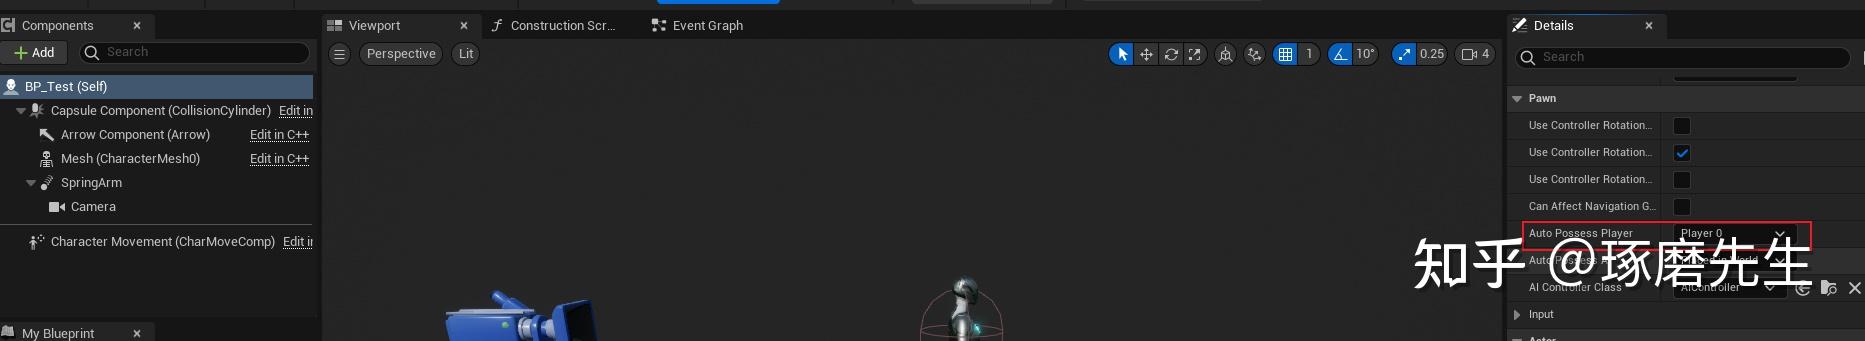 Components
Viewport
Construction Scr...
Event Graph
Details
Add
Search
Perspective
Lit
1
10°
0.25
4
Search
BP_Test (Self)
Capsule Component (CollisionCylinder) Edit in
Arrow Component (Arrow) Edit in C++
Mesh (CharacterMesh0) Edit in C++
SpringArm
Camera
Character Movement (CharMoveComp) Edit in
My Blueprint
Pawn
Use Controller Rotation...
Use Controller Rotation...
Use Controller Rotation...
Can Affect Navigation G...
Auto Possess Player Player 0
Auto Possess World
AI Controller Class AIController
Input
Actor
知乎 @琢磨先生